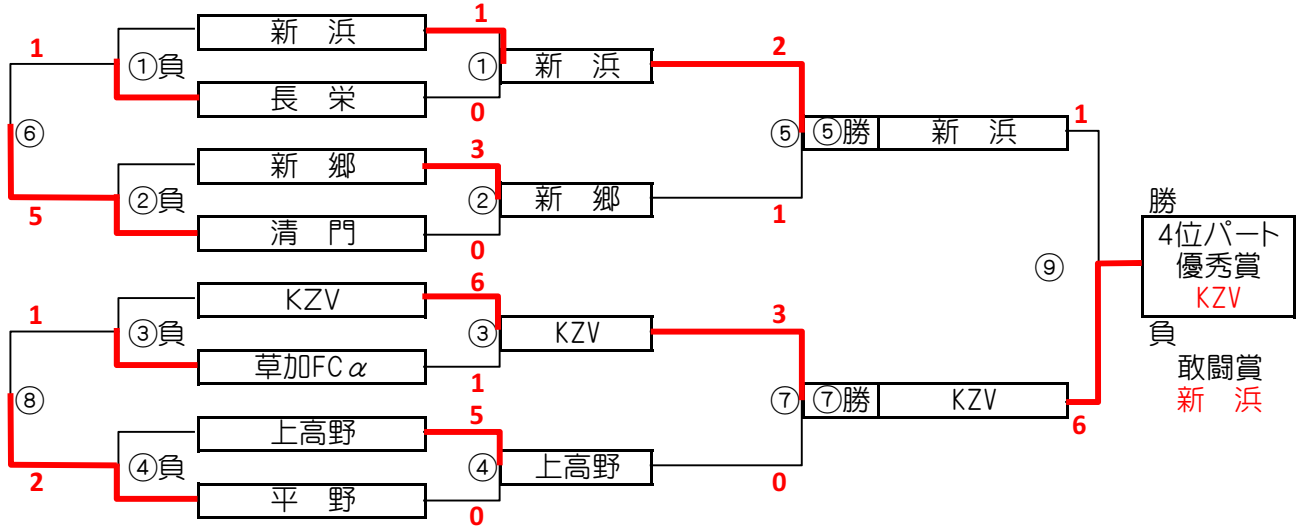 新 浜
1
1
①負
①
新 浜
2
長 栄
0
⑥
⑤
⑤勝 新 浜
1
新 郷
3
②負
②
新 郷
5
1
清 門
0
勝
4位パート
優秀賞
KZV
⑨
KZV
6
1
③負
③
KZV
3
負
草加FCα
1
敢闘賞
新 浜
⑧
⑦
⑦勝 KZV
6
上高野
5
④負
④
上高野
2
0
平 野
0